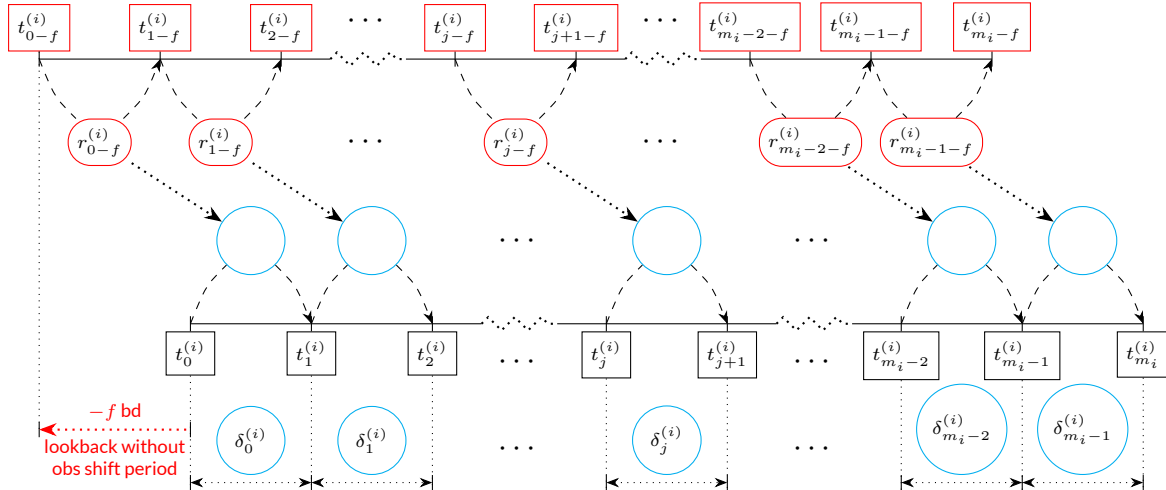 t_{0-f}^{(i)} t_{1-f}^{(i)} t_{2-f}^{(i)} ··· t_{j-f}^{(i)} t_{j+1-f}^{(i)} ··· t_{m_i-2-f}^{(i)} t_{m_i-1-f}^{(i)} t_{m_i-f}^{(i)}
r_{0-f}^{(i)} r_{1-f}^{(i)} ··· r_{j-f}^{(i)} ··· r_{m_i-2-f}^{(i)} r_{m_i-1-f}^{(i)}
··· ···
t_0^{(i)} t_1^{(i)} t_2^{(i)} ··· t_j^{(i)} t_{j+1}^{(i)} ··· t_{m_i-2}^{(i)} t_{m_i-1}^{(i)} t_{m_i}^{(i)}
−f bd
lookback without
obs shift period
δ_0^{(i)} δ_1^{(i)} ··· δ_j^{(i)} ··· δ_{m_i-2}^{(i)} δ_{m_i-1}^{(i)}